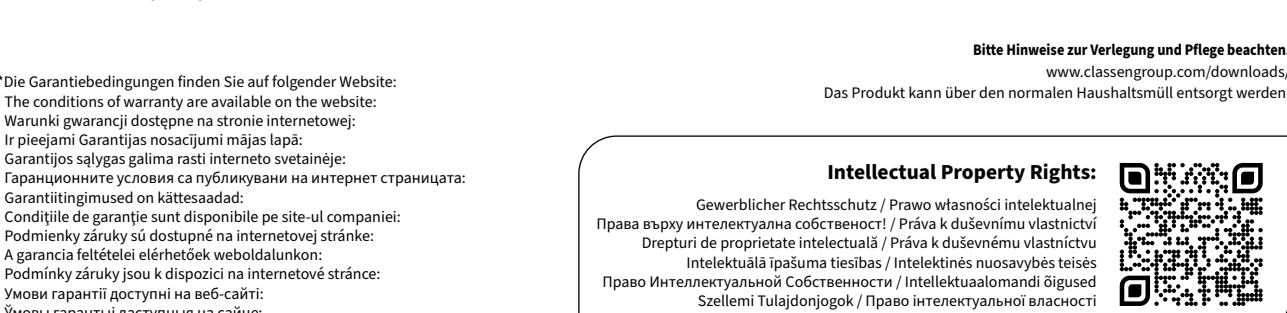 *Die Garantiebedingungen finden Sie auf folgender Website:
The conditions of warranty are available on the website:
Warunki gwarancji dostępne na stronie internetowej:
Ir pieejami Garantijas nosacījumi mājas lapā:
Garantijos sąlygas galima rasti interneto svetainėje:
Гаранционните условия са публикувани на интернет страницата:
Garantiitingimused on kättesaadad:
Condițiile de garanție sunt disponibile pe site-ul companiei:
Podmienky záruky sú dostupné na internetovej stránke:
A garancia feltételei elérhetőek weboldalunkon:
Podmínky záruky jsou k dispozici na internetové stránce:
Умови гарантії доступні на веб-сайті:
Ўмовы гарантыі даступныя на сайце:
Bitte Hinweise zur Verlegung und Pflege beachten.
www.classengroup.com/downloads/
Das Produkt kann über den normalen Haushaltsmüll entsorgt werden
Intellectual Property Rights:
Gewerblicher Rechtsschutz / Prawo własności intelektualnej
Права върху интелектуална собственост! / Práva k duševnímu vlastnictví
Drepturi de proprietate intelectuală / Práva k duševnému vlastníctvu
Intelektuālā īpašuma tiesības / Intelektinės nuosavybės teisės
Право Интеллектуальной Собственности / Intellektuaalomandi õigused
Szellemi Tulajdonjogok / Право інтелектуальної власності